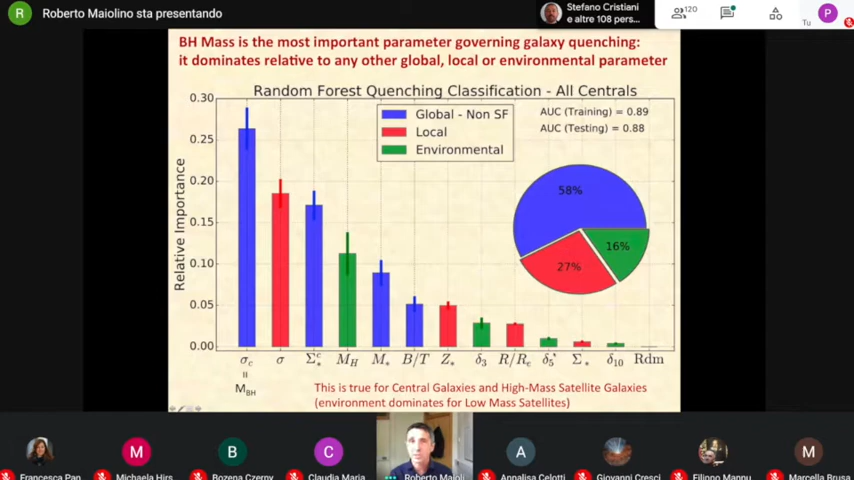 R Roberto Maiolino sta presentando
Stefano Cristiani
e altre 108 pers...
120
Tu
P
BH Mass is the most important parameter governing galaxy quenching:
it dominates relative to any other global, local or environmental parameter
Random Forest Quenching Classification - All Centrals
Global - Non SF
Local
Environmental
AUC (Training) = 0.89
AUC (Testing) = 0.88
58%
27%
16%
Relative Importance
0.30
0.25
0.20
0.15
0.10
0.05
0.00
σc σ Σ*ᶜ MH M* B/T Z* δ3 R/Re δ5 Σ* δ10 Rdm
=
MBH
This is true for Central Galaxies and High-Mass Satellite Galaxies
(environment dominates for Low Mass Satellites)
M B C A M
Francesca Pan
Michaela Hirs
Bozena Czerny
Claudia Maria
Roberto Maioli
Annalisa Celotti
Giovanni Cresci
Filippo Mannu
Marcella Brusa